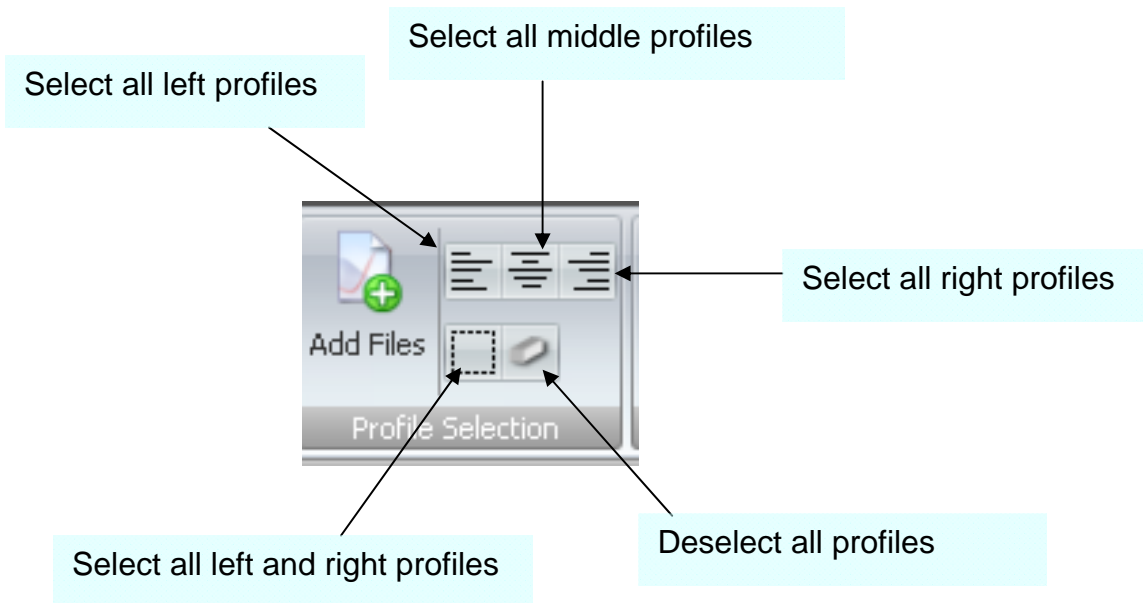 Select all middle profiles
Select all left profiles
Select all right profiles
Add Files
Profile Selection
Deselect all profiles
Select all left and right profiles